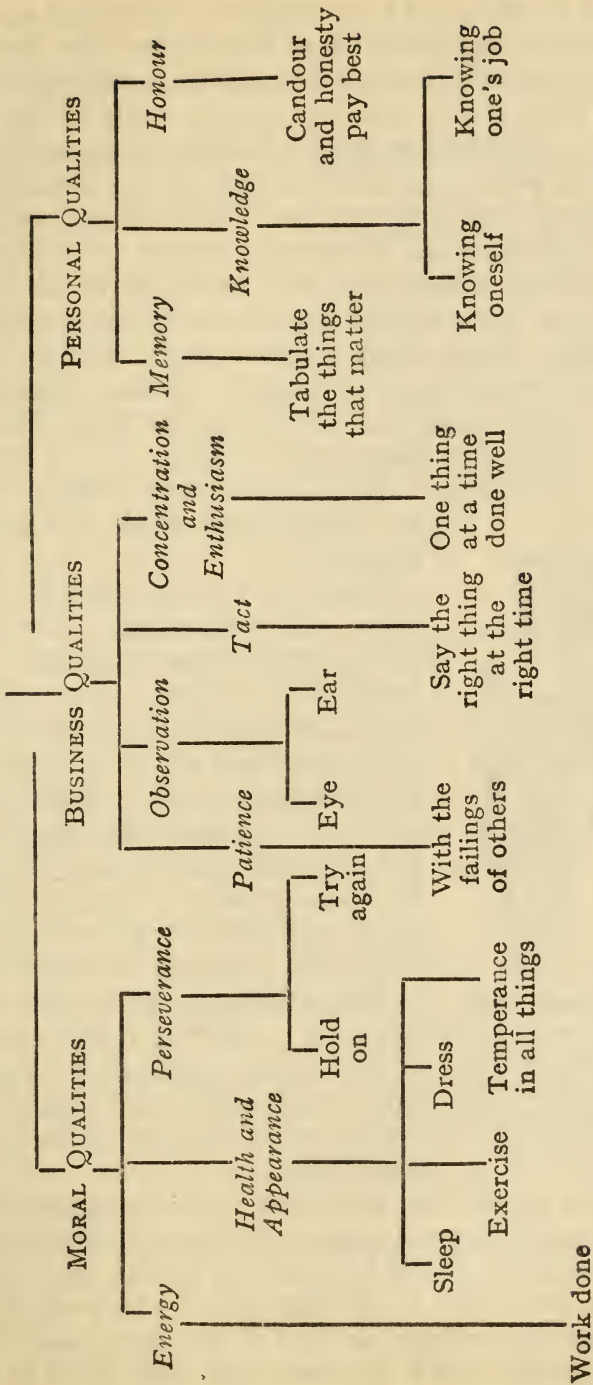 MORAL QUALITIES
Energy
Work done
Health and
Appearance
Sleep
Exercise
Dress
Temperance
in all things
Perseverance
Hold
on
Try
again
BUSINESS QUALITIES
Patience
With the
failings
of others
Observation
Eye
Ear
Tact
Say the
right thing
at the
right time
Concentration
and
Enthusiasm
One thing
at a time
done well
PERSONAL QUALITIES
Memory
Tabulate
the things
that matter
Knowledge
Knowing
oneself
Knowing
one's job
Honour
Candour
and honesty
pay best